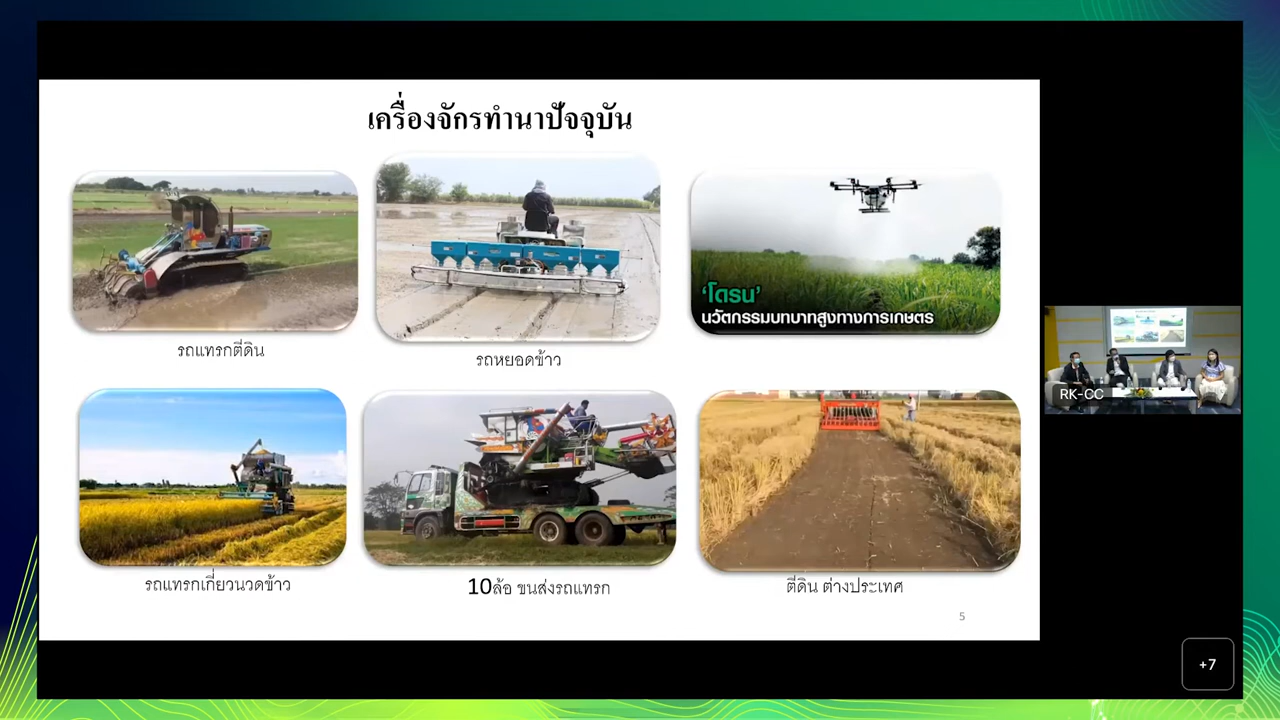 เครื่องจักรทำนาปัจจุบัน
รถแทรกตี่ดิน
รถหยอดข้าว
‘โดรน’
นวัตกรรมบทบาทสูงทางการเกษตร
รถแทรกเกี่ยวนวดข้าว
10ล้อ ขนส่งรถแทรก
ตี่ดิน ต่างประเทศ
5
RK-CC
+7